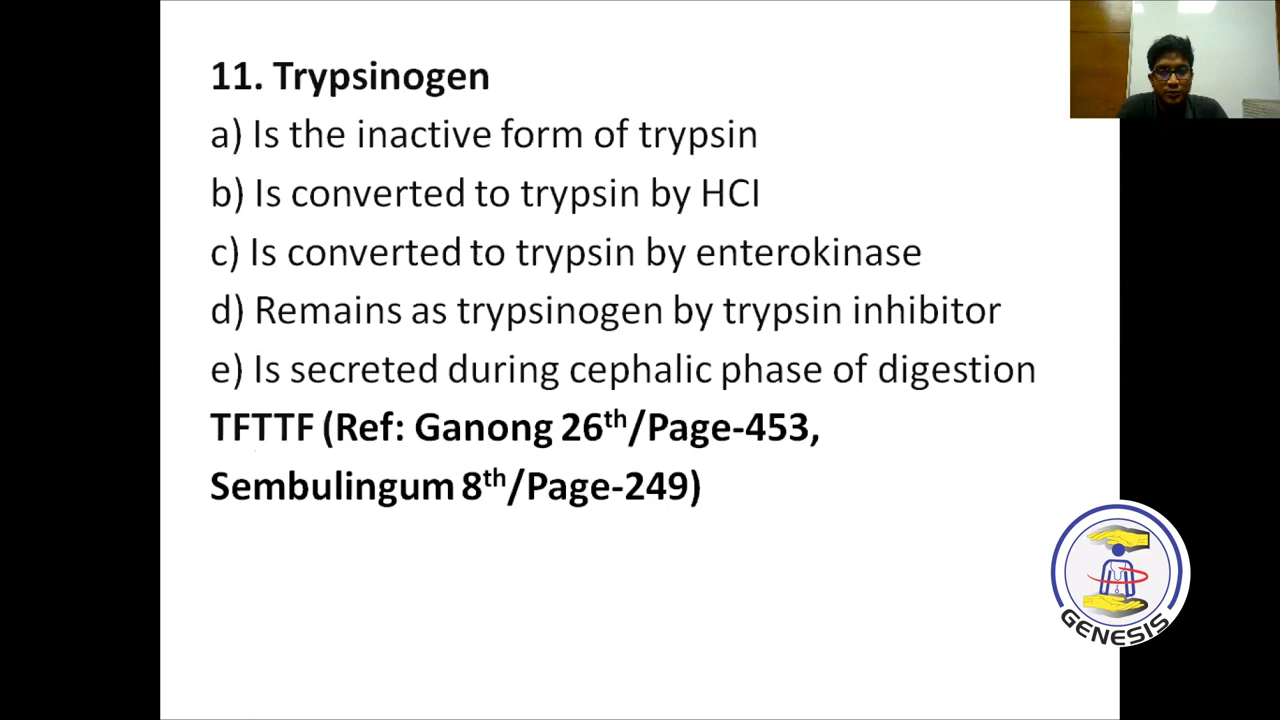 11. Trypsinogen
a) Is the inactive form of trypsin
b) Is converted to trypsin by HCl
c) Is converted to trypsin by enterokinase
d) Remains as trypsinogen by trypsin inhibitor
e) Is secreted during cephalic phase of digestion
TFTTF (Ref: Ganong 26th/Page-453,
Sembulingum 8th/Page-249)
GENESIS